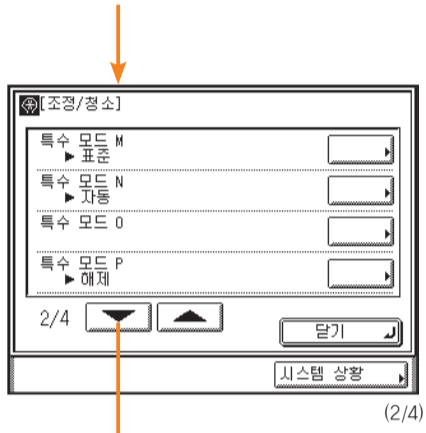 [조정/청소]
특수 모드 M
▶ 표준
특수 모드 N
▶ 자동
특수 모드 O
특수 모드 P
▶ 해제
2/4
닫기
시스템 상황
(2/4)